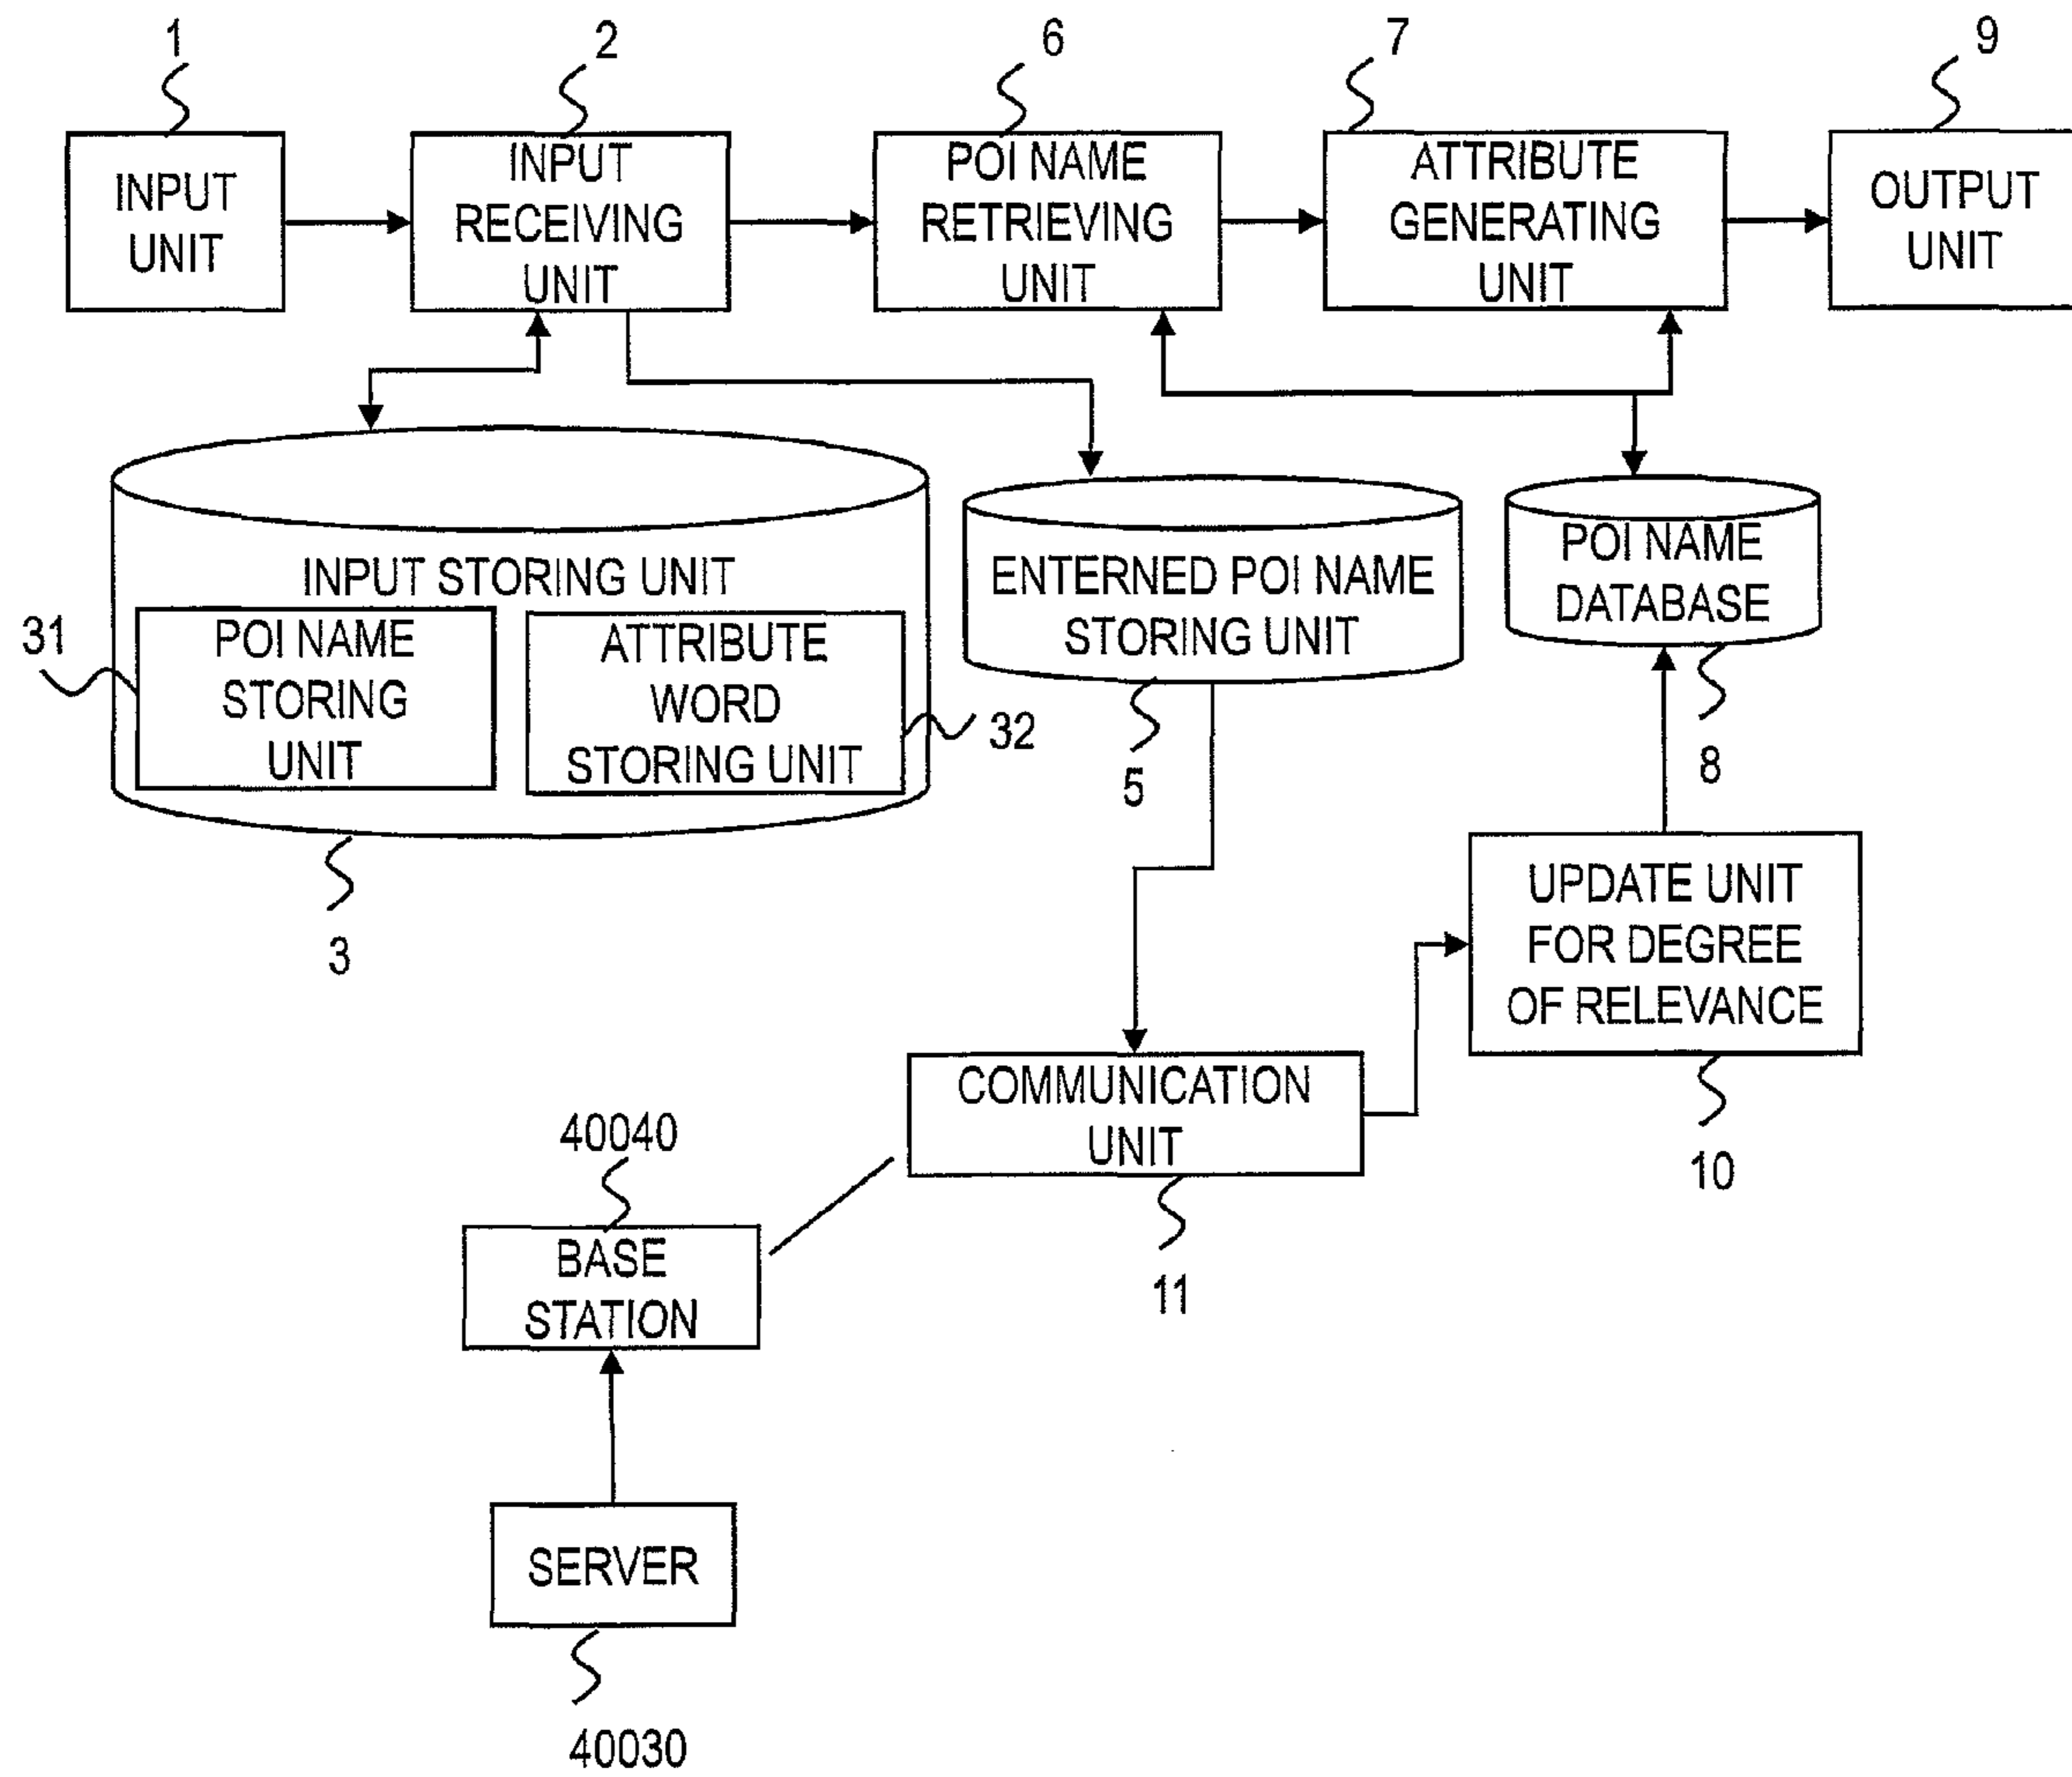 1
2
6
7
9
INPUT
UNIT
INPUT
RECEIVING
UNIT
POI NAME
RETRIEVING
UNIT
ATTRIBUTE
GENERATING
UNIT
OUTPUT
UNIT
INPUT STORING UNIT
31
POI NAME
STORING
UNIT
ATTRIBUTE
WORD
STORING UNIT
32
3
ENTERNED POI NAME
STORING UNIT
5
POI NAME
DATABASE
8
UPDATE UNIT
FOR DEGREE
OF RELEVANCE
10
COMMUNICATION
UNIT
11
40040
BASE
STATION
SERVER
40030